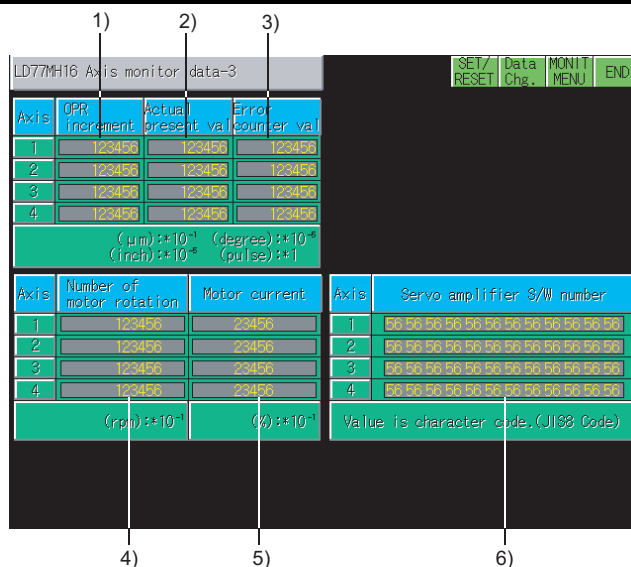 1) 2) 3)
LD77MH16 Axis monitor data-3
SET/ RESET
Data Chg.
MONIT MENU
END
Axis OPR increment Actual present val Error counter val
1 123456 123456 123456
2 123456 123456 123456
3 123456 123456 123456
4 123456 123456 123456
(μm):*10⁻¹ (degree):*10⁻⁵
(inch):*10⁻⁵ (pulse):*1
Axis Number of motor rotation Motor current
1 123456 23456
2 123456 23456
3 123456 23456
4 123456 23456
(rpm):*10⁻¹ (%):*10⁻¹
Axis Servo amplifier S/W number
1 56 56 56 56 56 56 56 56 56 56 56 56
2 56 56 56 56 56 56 56 56 56 56 56 56
3 56 56 56 56 56 56 56 56 56 56 56 56
4 56 56 56 56 56 56 56 56 56 56 56 56
Value is character code.(JIS8 Code)
4) 5) 6)